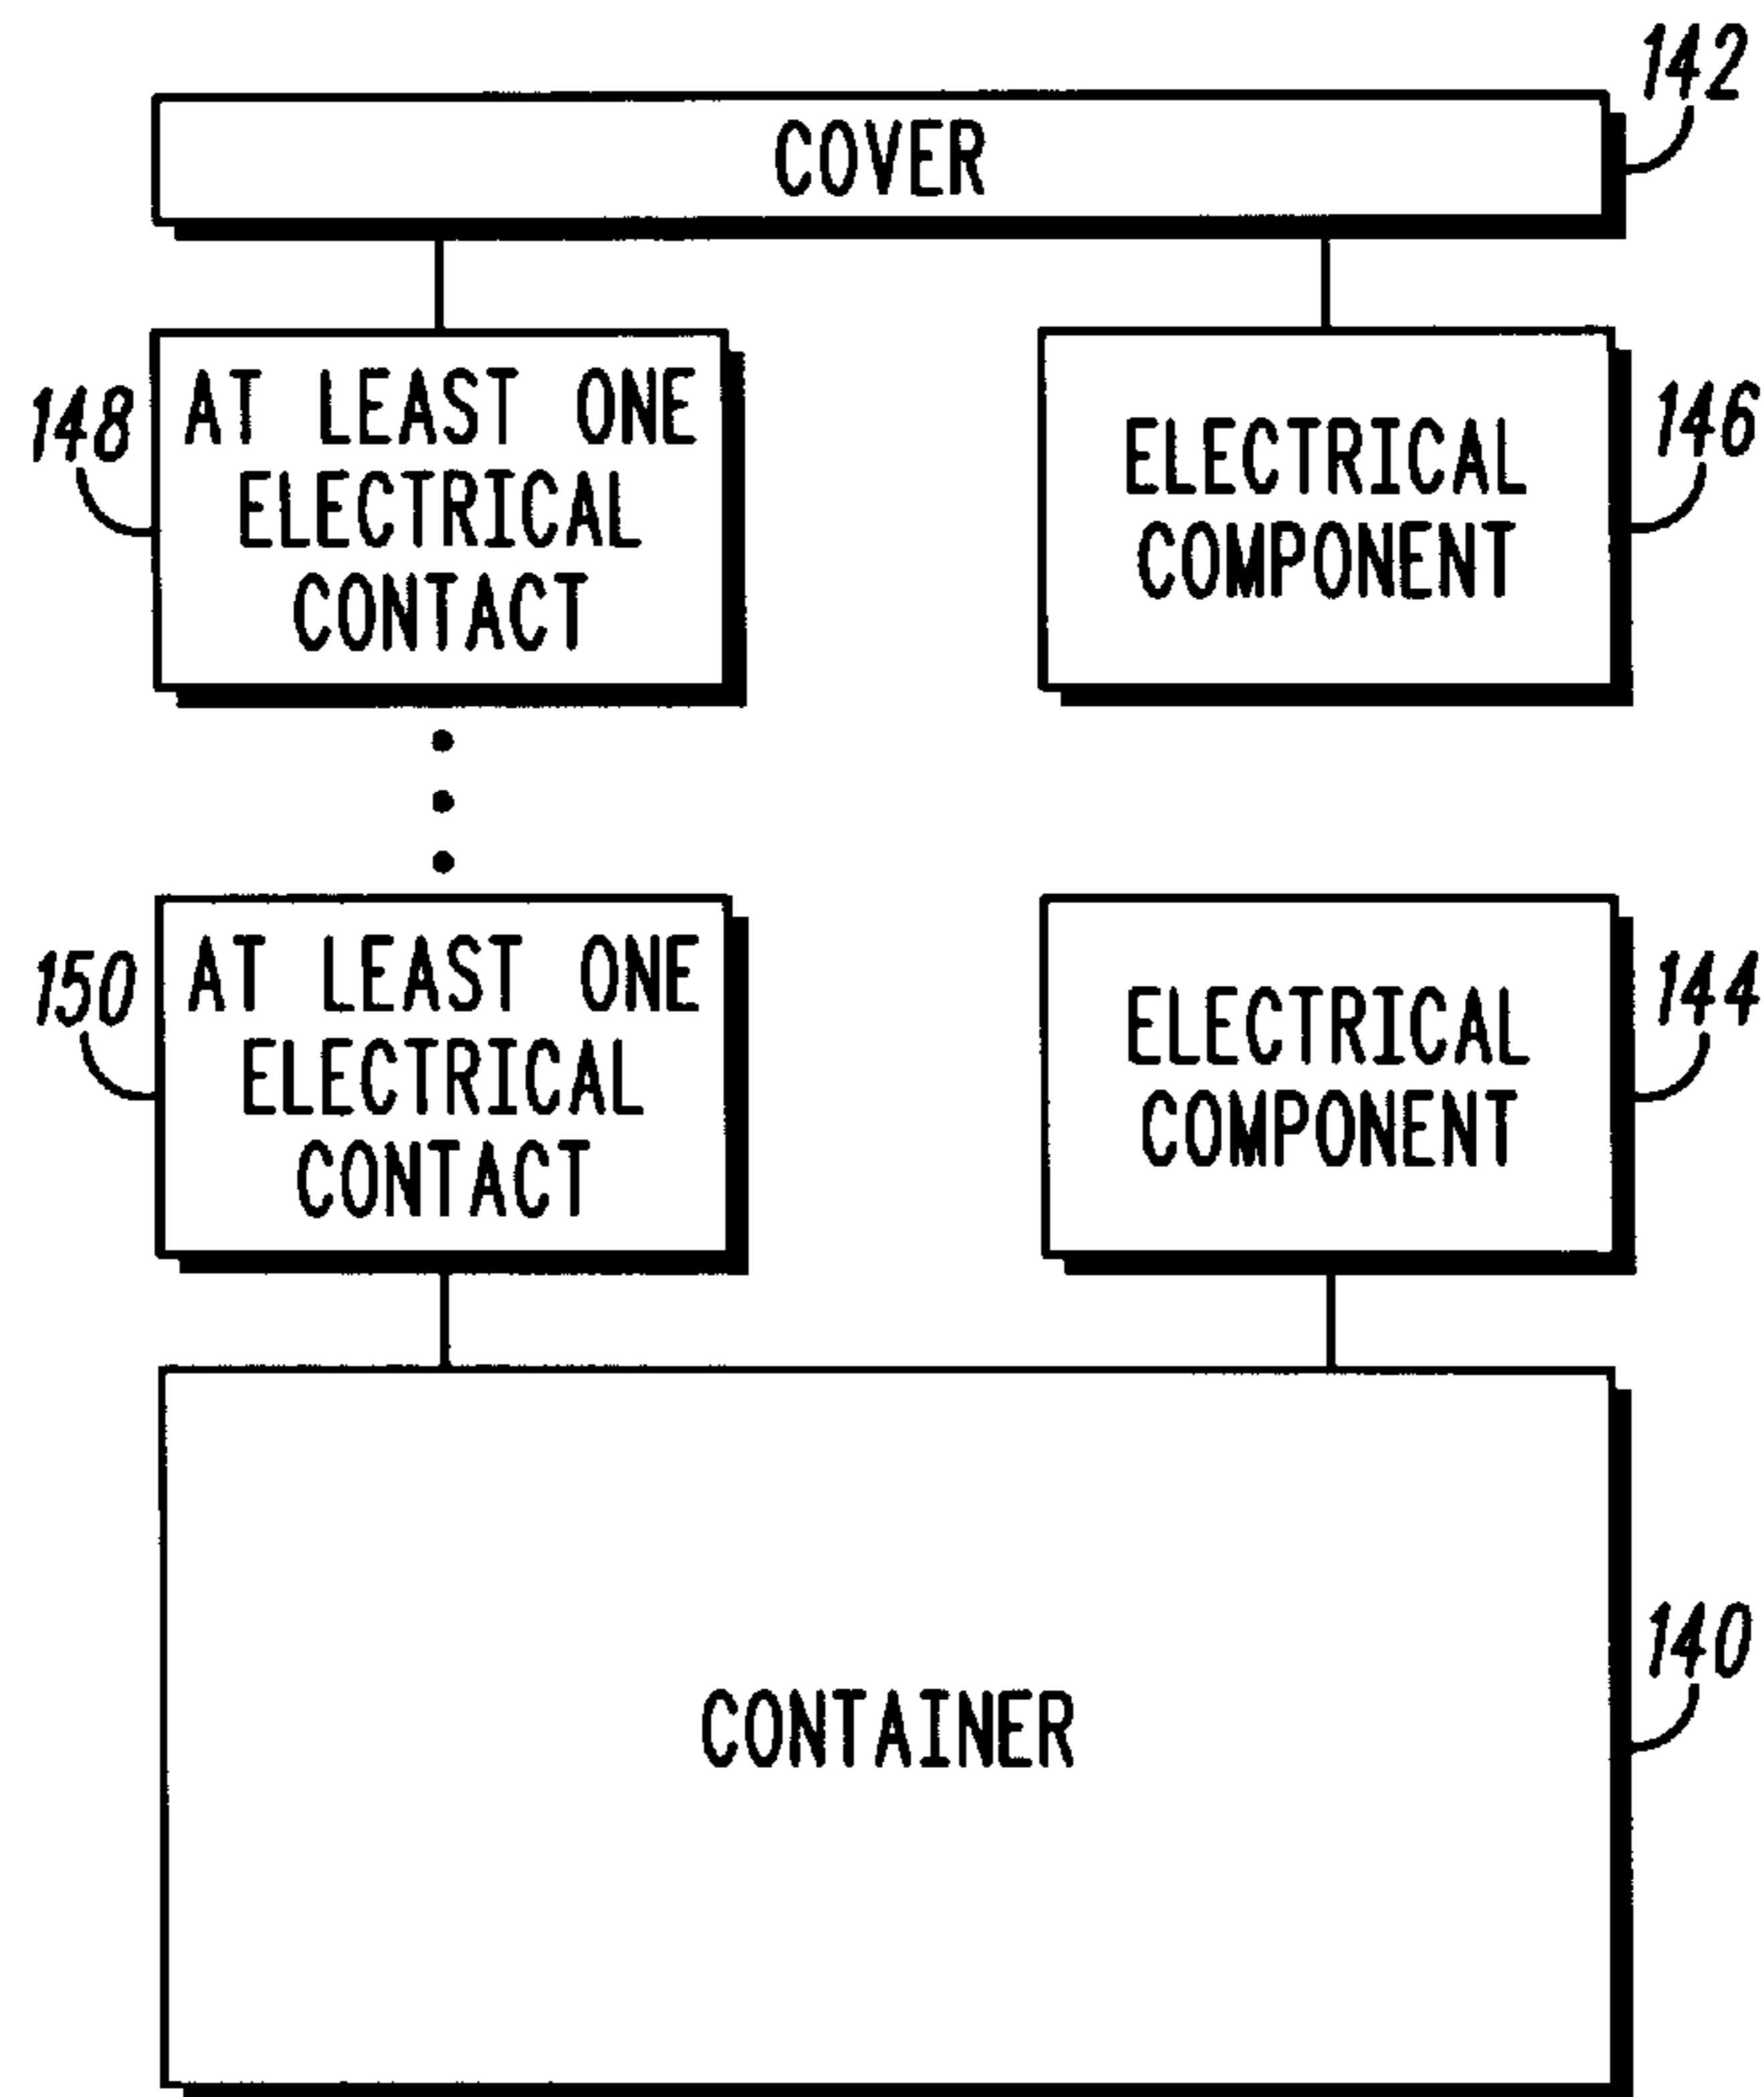 142
COVER
148
AT LEAST ONE
ELECTRICAL
CONTACT
146
ELECTRICAL
COMPONENT
150
AT LEAST ONE
ELECTRICAL
CONTACT
144
ELECTRICAL
COMPONENT
140
CONTAINER